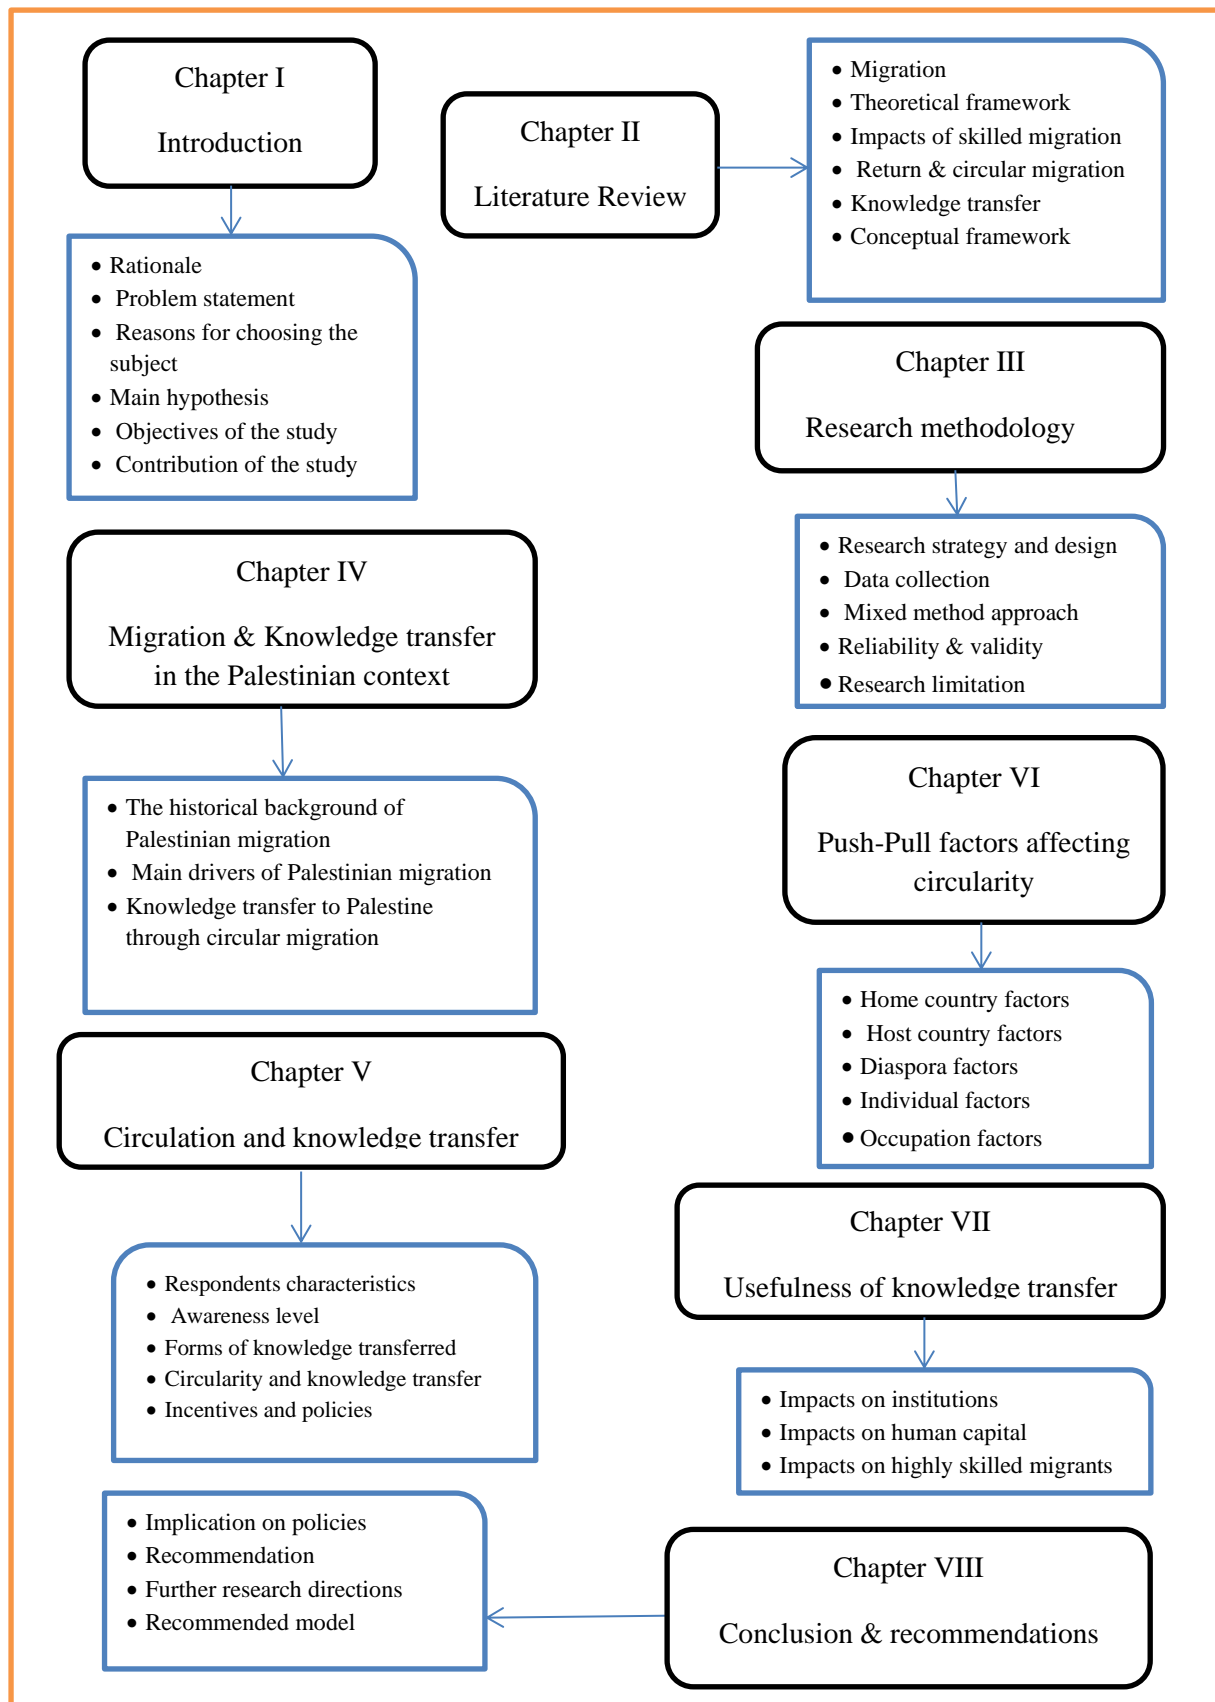 Chapter I
Introduction
• Rationale
• Problem statement
• Reasons for choosing the
subject
• Main hypothesis
• Objectives of the study
• Contribution of the study
Chapter II
Literature Review
• Migration
• Theoretical framework
• Impacts of skilled migration
• Return & circular migration
• Knowledge transfer
• Conceptual framework
Chapter III
Research methodology
• Research strategy and design
• Data collection
• Mixed method approach
• Reliability & validity
• Research limitation
Chapter IV
Migration & Knowledge transfer
in the Palestinian context
• The historical background of
Palestinian migration
• Main drivers of Palestinian migration
• Knowledge transfer to Palestine
through circular migration
Chapter V
Circulation and knowledge transfer
• Respondents characteristics
• Awareness level
• Forms of knowledge transferred
• Circularity and knowledge transfer
• Incentives and policies
Chapter VI
Push-Pull factors affecting
circularity
• Home country factors
• Host country factors
• Diaspora factors
• Individual factors
• Occupation factors
Chapter VII
Usefulness of knowledge transfer
• Impacts on institutions
• Impacts on human capital
• Impacts on highly skilled migrants
Chapter VIII
Conclusion & recommendations
• Implication on policies
• Recommendation
• Further research directions
• Recommended model